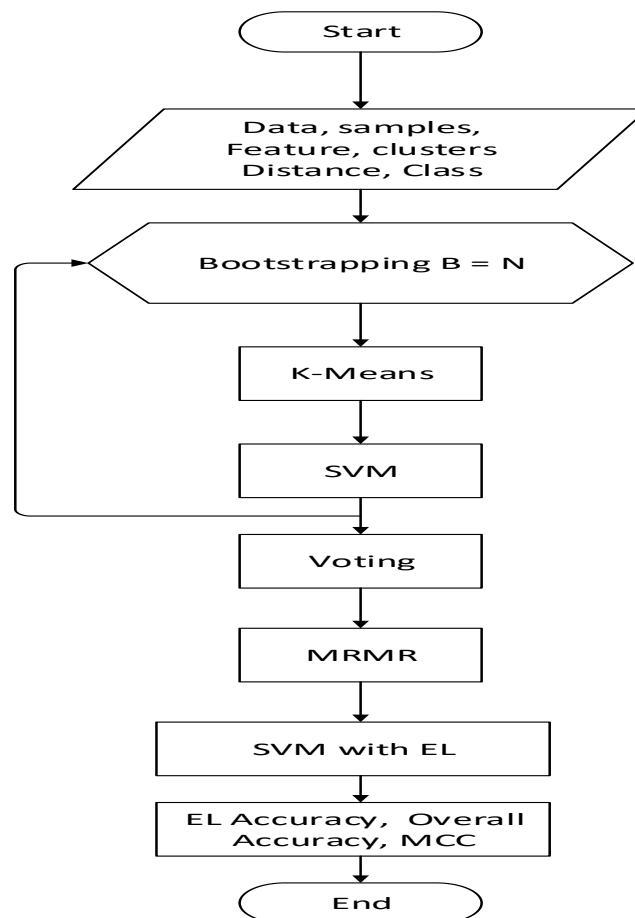 Start
Data, samples,
Feature, clusters
Distance, Class
Bootstrapping B = N
K-Means
SVM
Voting
MRMR
SVM with EL
EL Accuracy, Overall
Accuracy, MCC
End